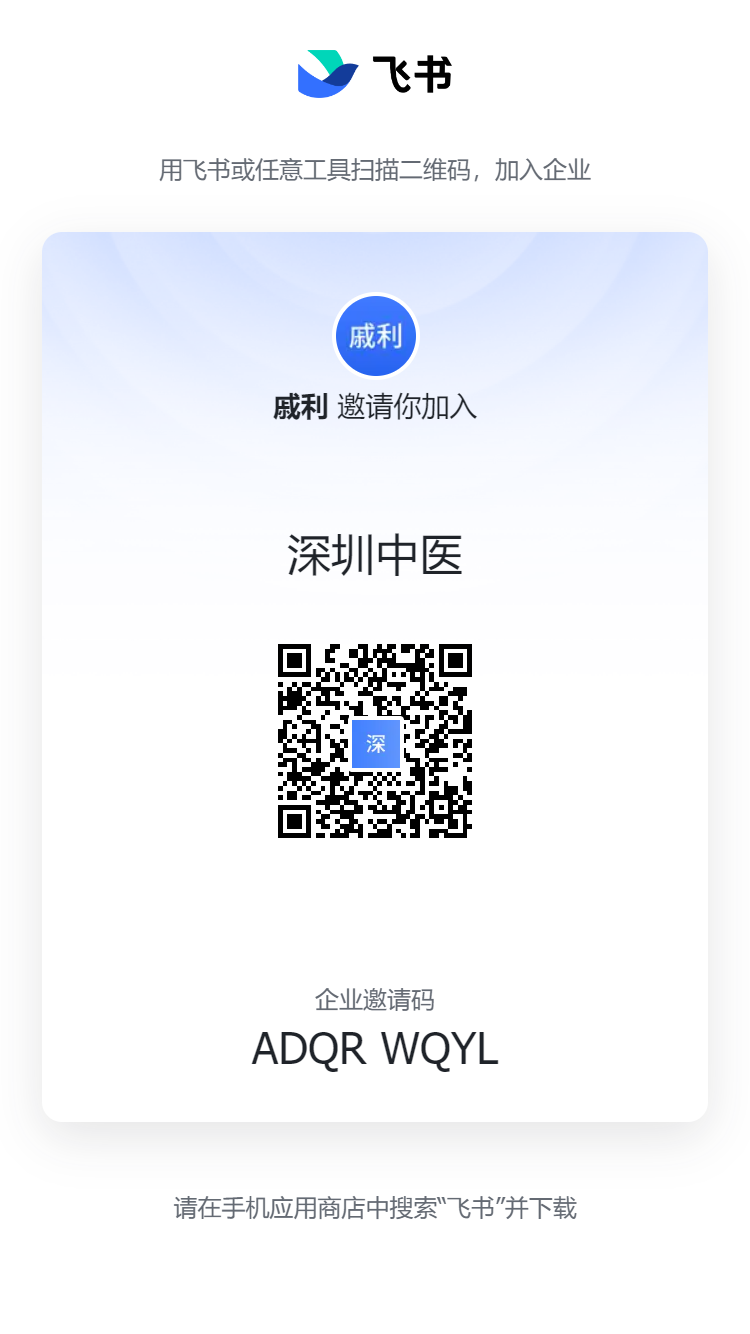 飞书
用飞书或任意工具扫描二维码，加入企业
戚利
戚利 邀请你加入
深圳中医
深
企业邀请码
ADQR WQYL
请在手机应用商店中搜索“飞书”并下载